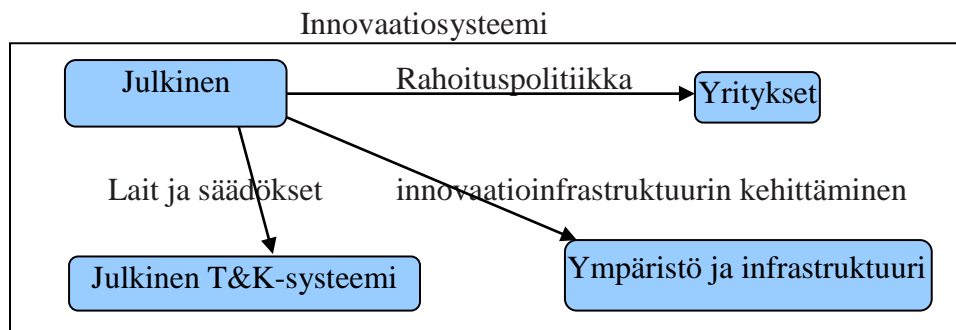 Innovaatiosysteemi
Julkinen
Rahoituspolitiikka
Yritykset
Lait ja säädökset
innovaatioinfrastruktuurin kehittäminen
Julkinen T&K-systeemi
Ympäristö ja infrastruktuuri